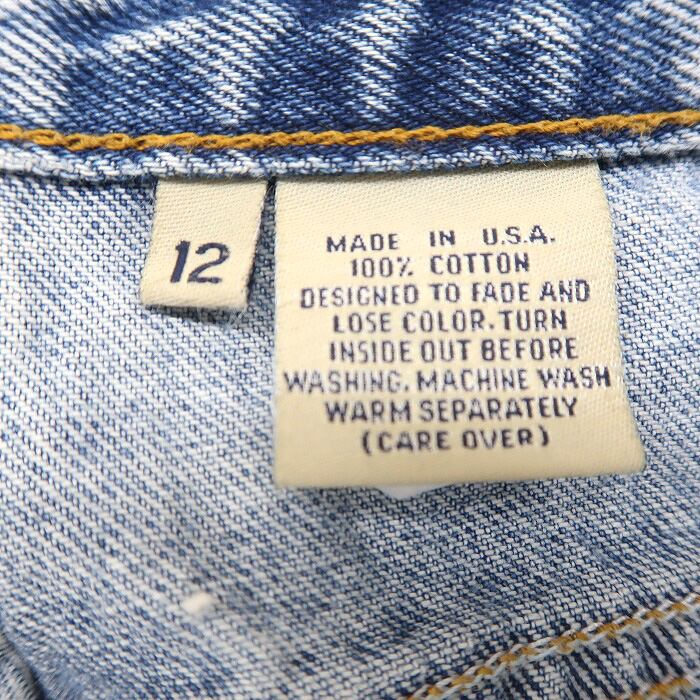 12
MADE IN U.S.A.
100% COTTON
DESIGNED TO FADE AND
LOSE COLOR. TURN
INSIDE OUT BEFORE
WASHING. MACHINE WASH
WARM SEPARATELY
(CARE OVER)